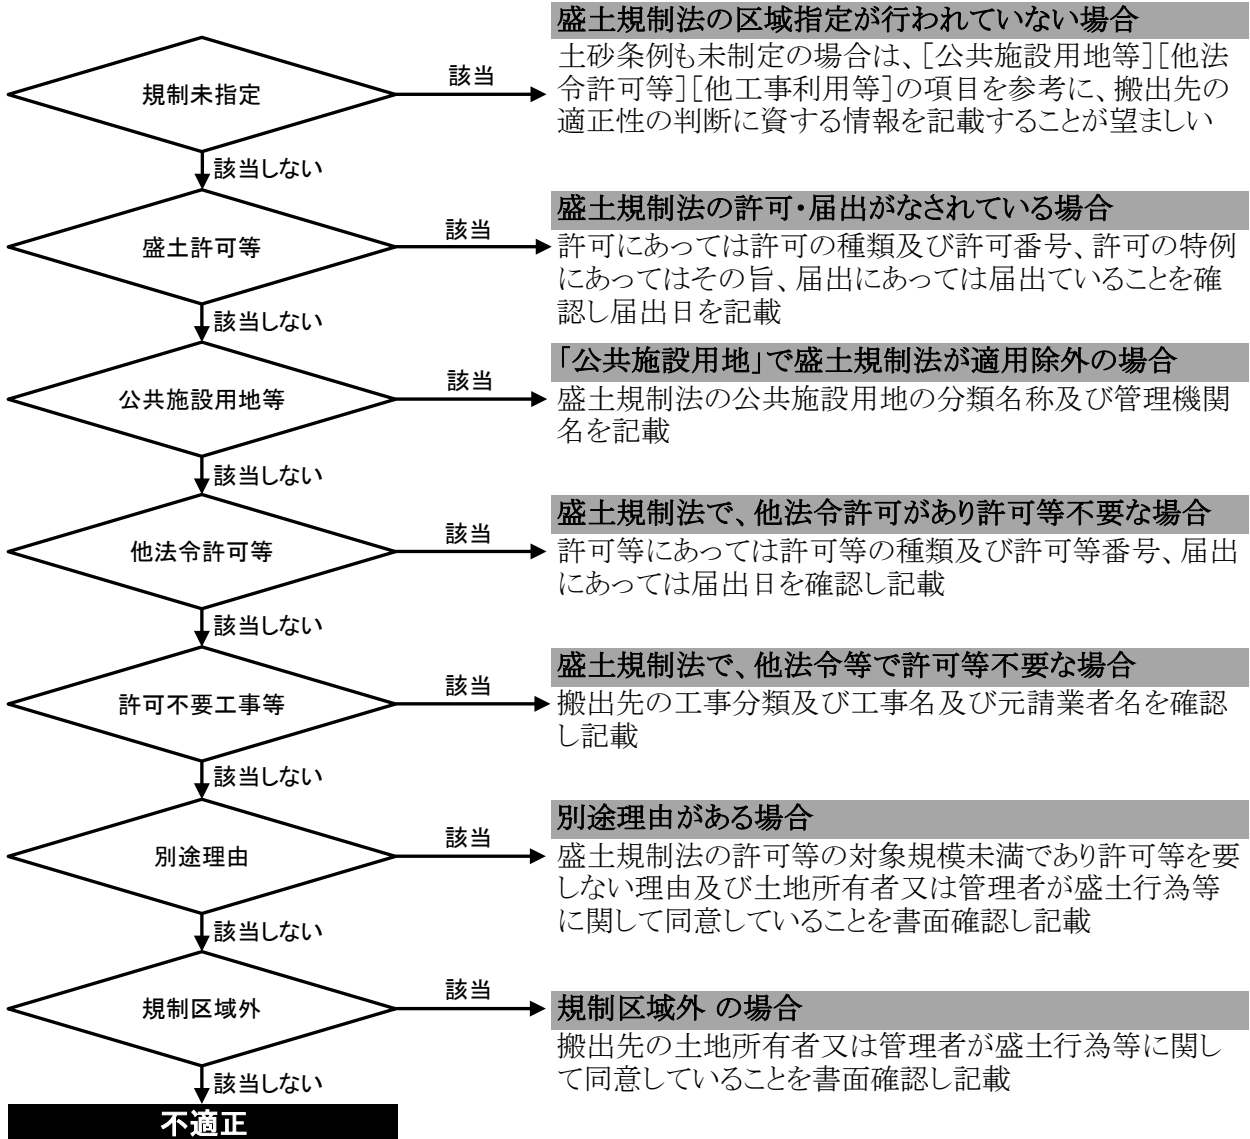 盛土規制法の区域指定が行われていない場合
規制未指定
該当
土砂条例も未制定の場合は、[公共施設用地等][他法
令許可等][他工事利用等]の項目を参考に、搬出先の
適正性の判断に資する情報を記載することが望ましい
該当しない
盛土規制法の許可・届出がなされている場合
盛土許可等
該当
許可にあっては許可の種類及び許可番号、許可の特例
にあってはその旨、届出にあっては届出ていることを確
認し届出日を記載
該当しない
「公共施設用地」で盛土規制法が適用除外の場合
公共施設用地等
該当
盛土規制法の公共施設用地の分類名称及び管理機関
名を記載
該当しない
盛土規制法で、他法令許可があり許可等不要な場合
他法令許可等
該当
許可等にあっては許可等の種類及び許可等番号、届出
にあっては届出日を確認し記載
該当しない
盛土規制法で、他法令等で許可等不要な場合
許可不要工事等
該当
搬出先の工事分類及び工事名及び元請業者名を確認
し記載
該当しない
別途理由がある場合
別途理由
該当
盛土規制法の許可等の対象規模未満であり許可等を要
しない理由及び土地所有者又は管理者が盛土行為等
に関して同意していることを書面確認し記載
該当しない
規制区域外 の場合
規制区域外
該当
搬出先の土地所有者又は管理者が盛土行為等に関し
て同意していることを書面確認し記載
該当しない
不適正